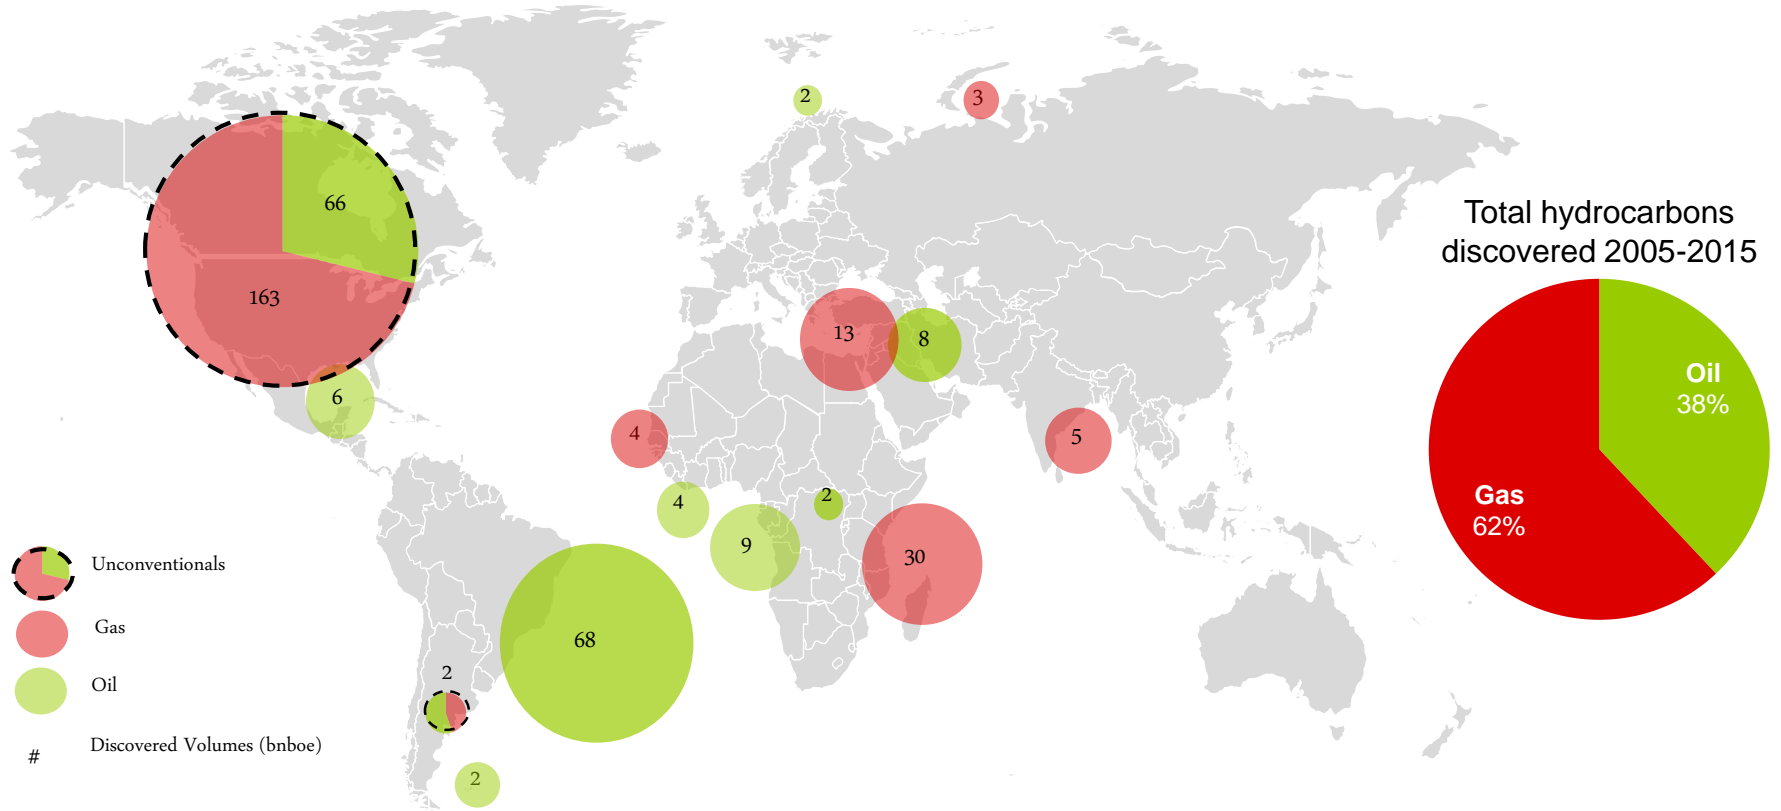 2
3
66
163
Total hydrocarbons
discovered 2005-2015
13
8
6
Oil
38%
4
5
4
2
Gas
62%
9
30
Unconventionals
Gas
68
2
Oil
Discovered Volumes (bnboe)
#
2